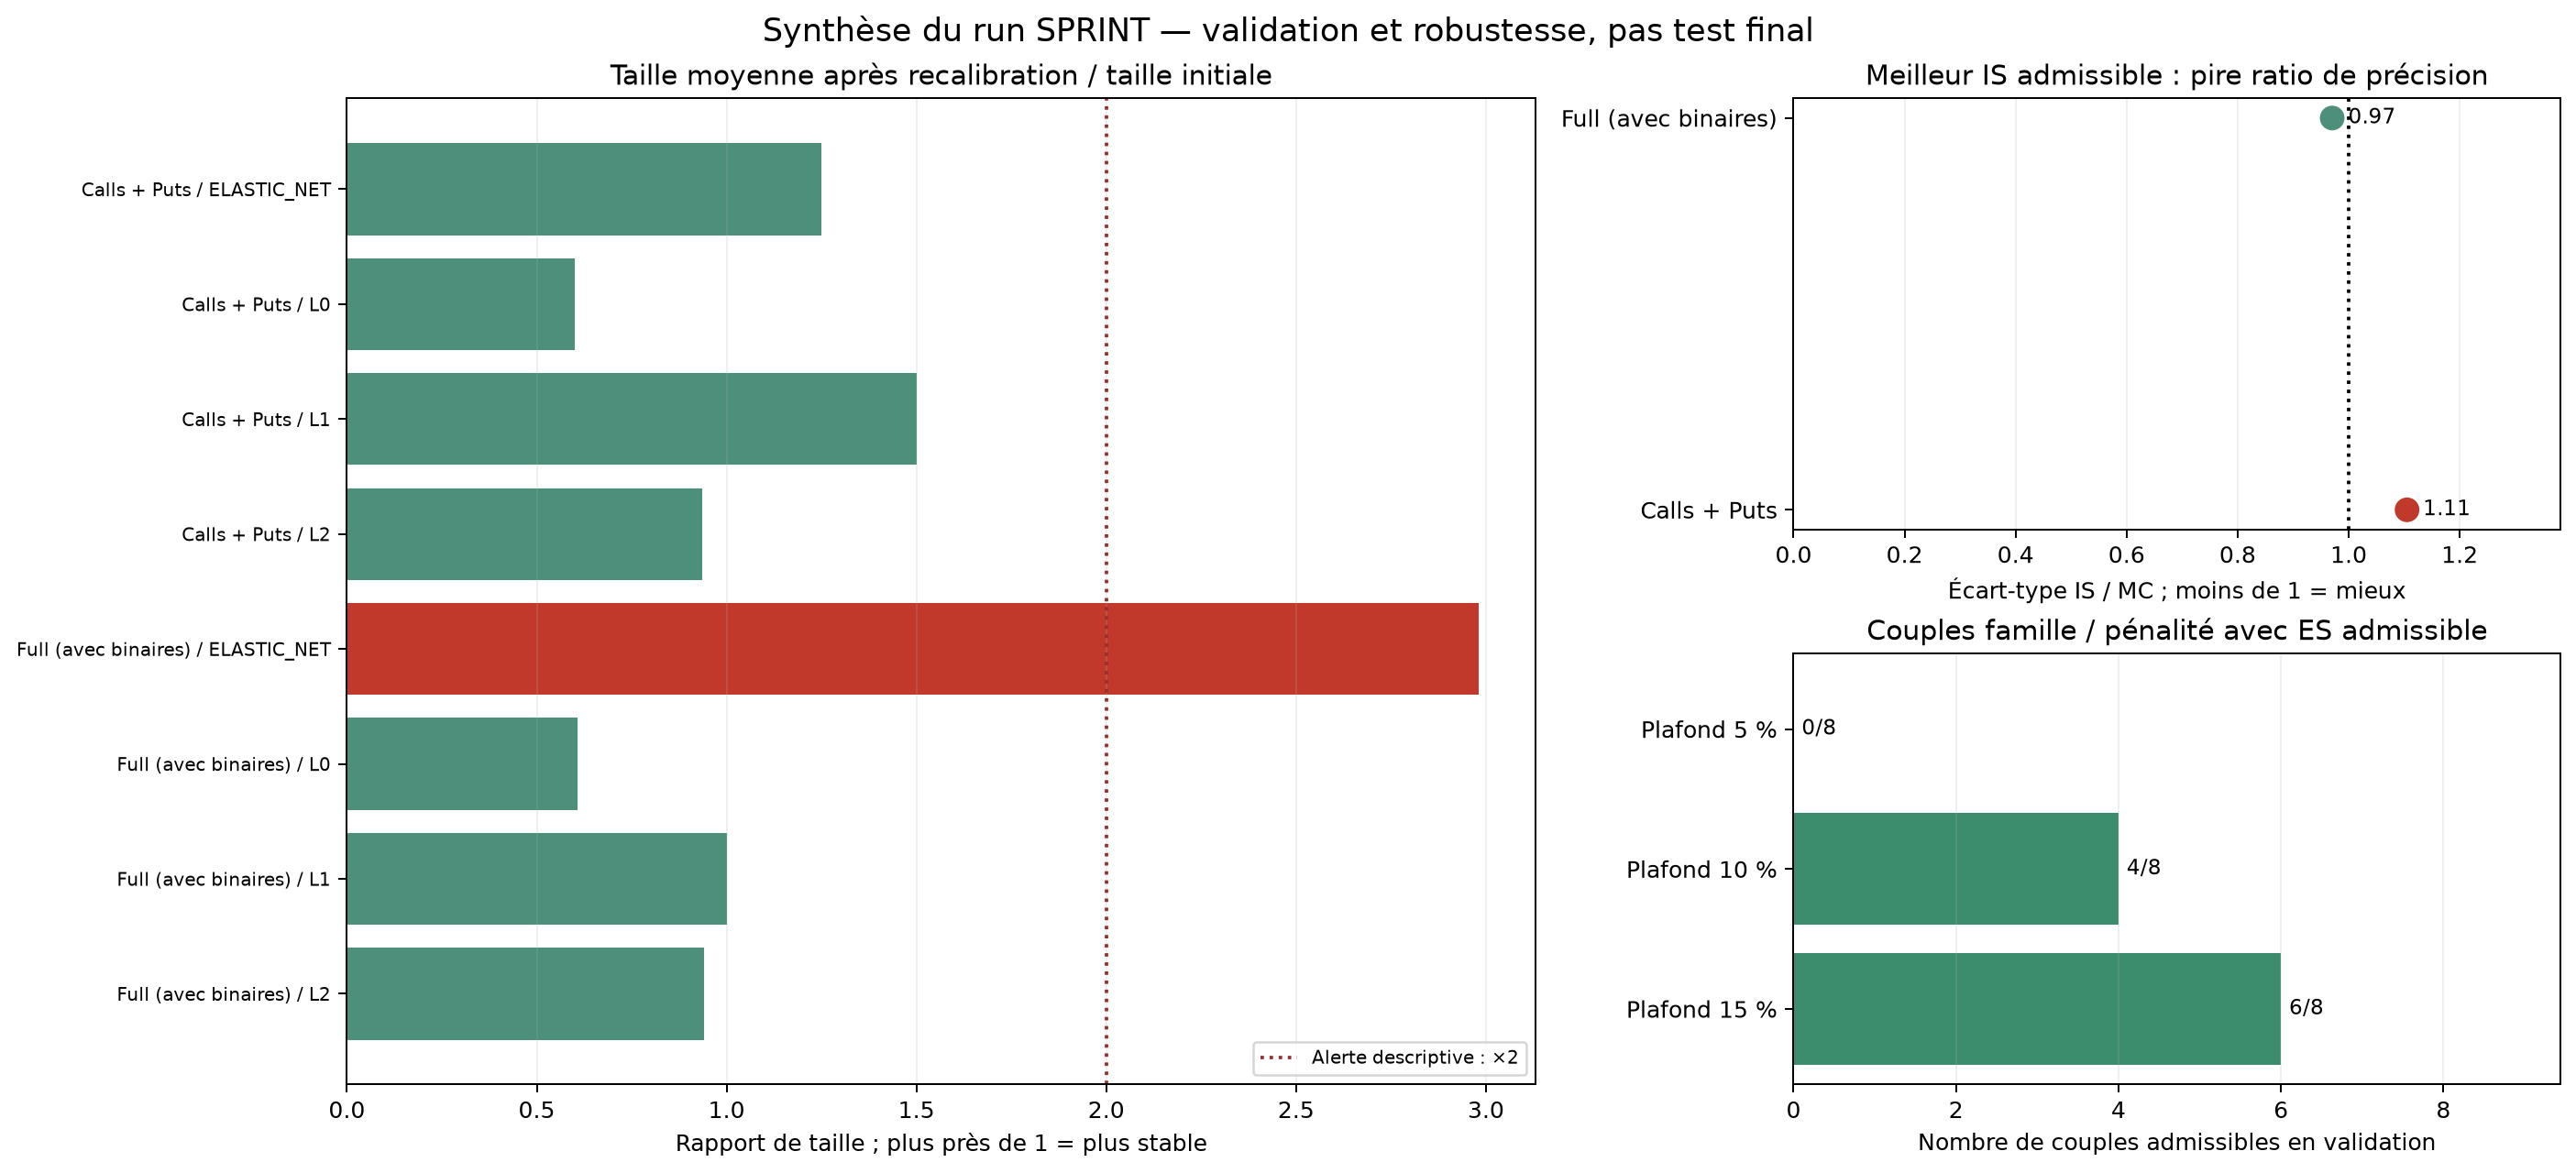 Synthèse du run SPRINT — validation et robustesse, pas test final
Taille moyenne après recalibration / taille initiale
Calls + Puts / ELASTIC_NET
Calls + Puts / L0
Calls + Puts / L1
Calls + Puts / L2
Full (avec binaires) / ELASTIC_NET
Full (avec binaires) / L0
Full (avec binaires) / L1
Full (avec binaires) / L2
Alerte descriptive : ×2
0.0 0.5 1.0 1.5 2.0 2.5 3.0
Rapport de taille ; plus près de 1 = plus stable
Meilleur IS admissible : pire ratio de précision
Full (avec binaires)
0.97
Calls + Puts
1.11
0.0 0.2 0.4 0.6 0.8 1.0 1.2
Écart-type IS / MC ; moins de 1 = mieux
Couples famille / pénalité avec ES admissible
Plafond 5 %
0/8
Plafond 10 %
4/8
Plafond 15 %
6/8
0 2 4 6 8
Nombre de couples admissibles en validation